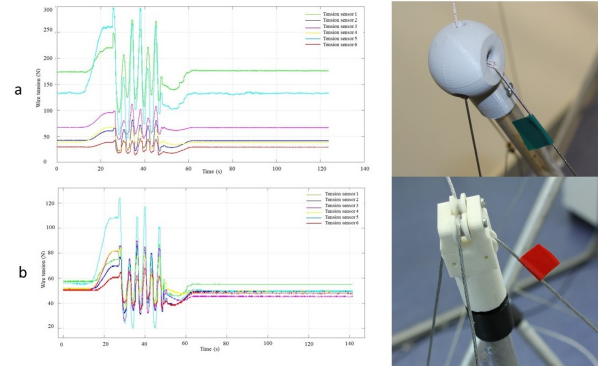 a
300
250
200
150
100
50
0
Wire tension (N)
0 20 40 60 80 100 120 140
Time (s)
Tension sensor 1
Tension sensor 2
Tension sensor 3
Tension sensor 4
Tension sensor 5
Tension sensor 6
b
120
100
80
60
40
20
Wire tension (N)
0 20 40 60 80 100 120 140
Time (s)
Tension sensor 1
Tension sensor 2
Tension sensor 3
Tension sensor 4
Tension sensor 5
Tension sensor 6